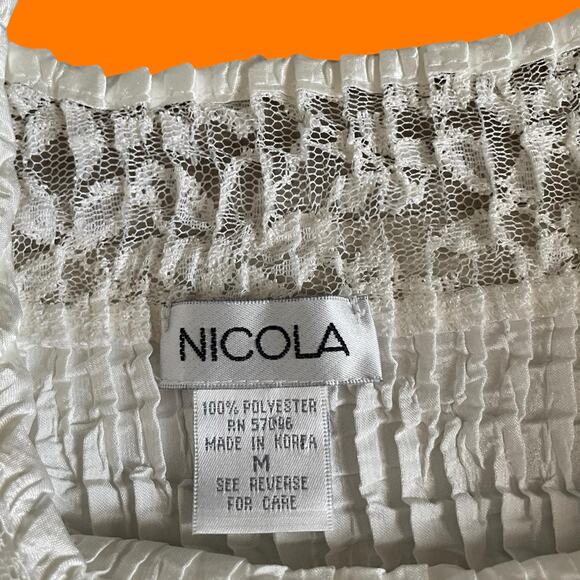 NICOLA
100% POLYESTER
RN 57096
MADE IN KOREA
M
SEE REVERSE
FOR CARE